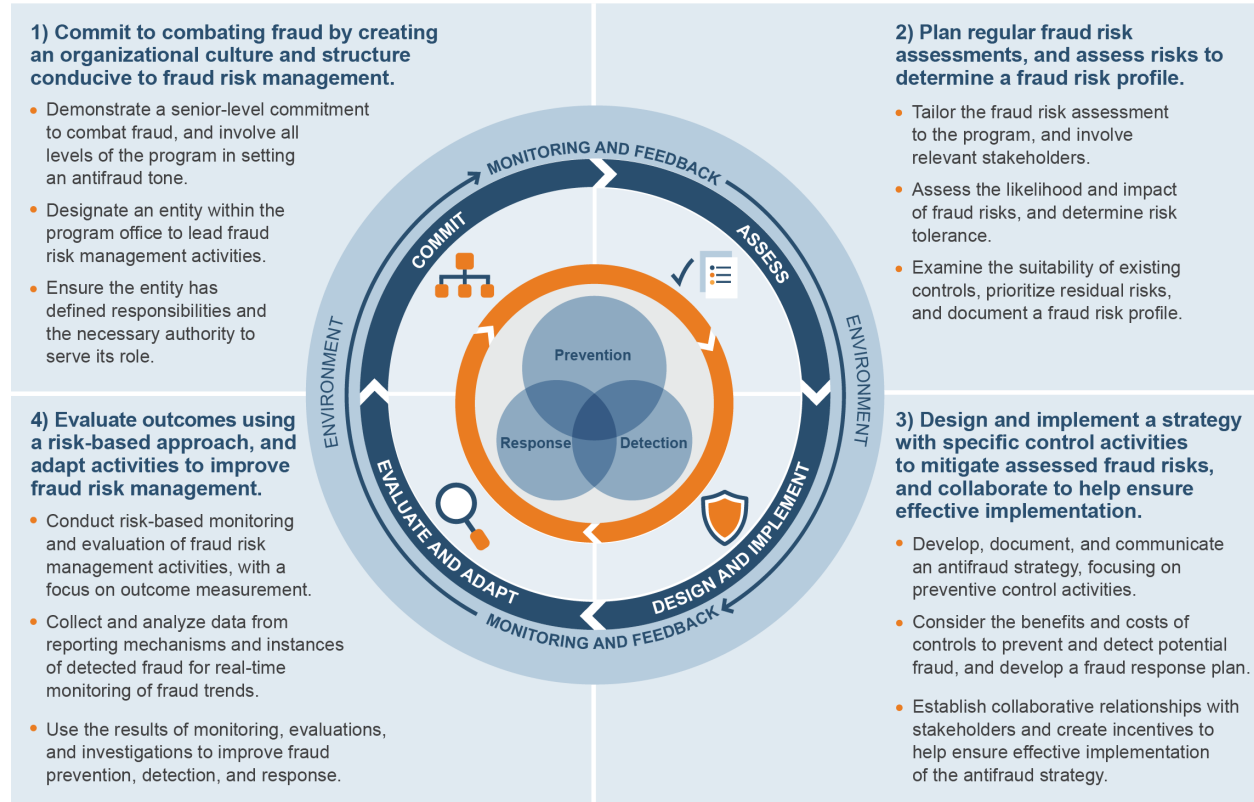 1) Commit to combating fraud by creating
an organizational culture and structure
conducive to fraud risk management.
• Demonstrate a senior-level commitment
to combat fraud, and involve all
levels of the program in setting
an antifraud tone.
• Designate an entity within the
program office to lead fraud
risk management activities.
• Ensure the entity has
defined responsibilities and
the necessary authority to
serve its role.
2) Plan regular fraud risk
assessments, and assess risks to
determine a fraud risk profile.
• Tailor the fraud risk assessment
to the program, and involve
relevant stakeholders.
• Assess the likelihood and impact
of fraud risks, and determine risk
tolerance.
• Examine the suitability of existing
controls, prioritize residual risks,
and document a fraud risk profile.
MONITORING AND FEEDBACK
COMMIT
ASSESS
ENVIRONMENT
ENVIRONMENT
Prevention
Response
Detection
EVALUATE AND ADAPT
DESIGN AND IMPLEMENT
MONITORING AND FEEDBACK
4) Evaluate outcomes using
a risk-based approach, and
adapt activities to improve
fraud risk management.
• Conduct risk-based monitoring
and evaluation of fraud risk
management activities, with a
focus on outcome measurement.
• Collect and analyze data from
reporting mechanisms and instances
of detected fraud for real-time
monitoring of fraud trends.
• Use the results of monitoring, evaluations,
and investigations to improve fraud
prevention, detection, and response.
3) Design and implement a strategy
with specific control activities
to mitigate assessed fraud risks,
and collaborate to help ensure
effective implementation.
• Develop, document, and communicate
an antifraud strategy, focusing on
preventive control activities.
• Consider the benefits and costs of
controls to prevent and detect potential
fraud, and develop a fraud response plan.
• Establish collaborative relationships with
stakeholders and create incentives to
help ensure effective implementation
of the antifraud strategy.